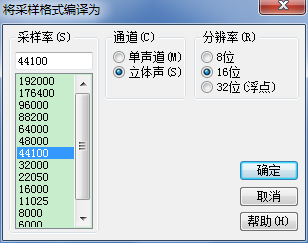 将采样格式编译为
采样率(S)
44100
192000
176400
96000
88200
64000
48000
44100
32000
22050
16000
11025
8000
通道(C)
单声道(M)
立体声(S)
分辨率(R)
8位
16位
32位(浮点)
确定
取消
帮助(H)